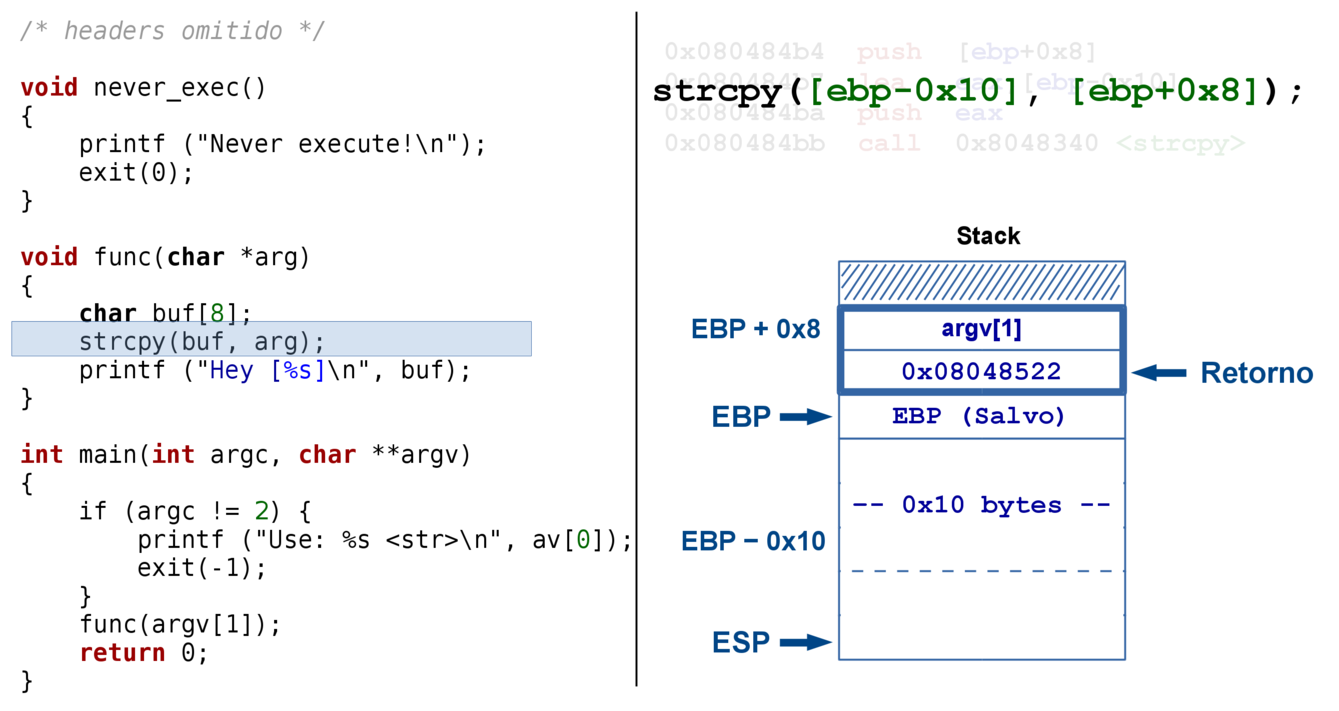 /* headers omitido */
void never_exec()
{
    printf ("Never execute!\n");
    exit(0);
}
void func(char *arg)
{
    char buf[8];
    strcpy(buf, arg);
    printf ("Hey [%s]\n", buf);
}
int main(int argc, char **argv)
{
    if (argc != 2) {
        printf ("Use: %s <str>\n", av[0]);
        exit(-1);
    }
    func(argv[1]);
    return 0;
}
0x080484b4 push [ebp+0x8]
0x080484b7 lea eax,[ebp-0x10]
strcpy([ebp-0x10], [ebp+0x8]);
0x080484ba push eax
0x080484bb call 0x8048340 <strcpy>
Stack
EBP + 0x8
argv[1]
0x08048522
Retorno
EBP
EBP (Salvo)
-- 0x10 bytes --
EBP – 0x10
ESP